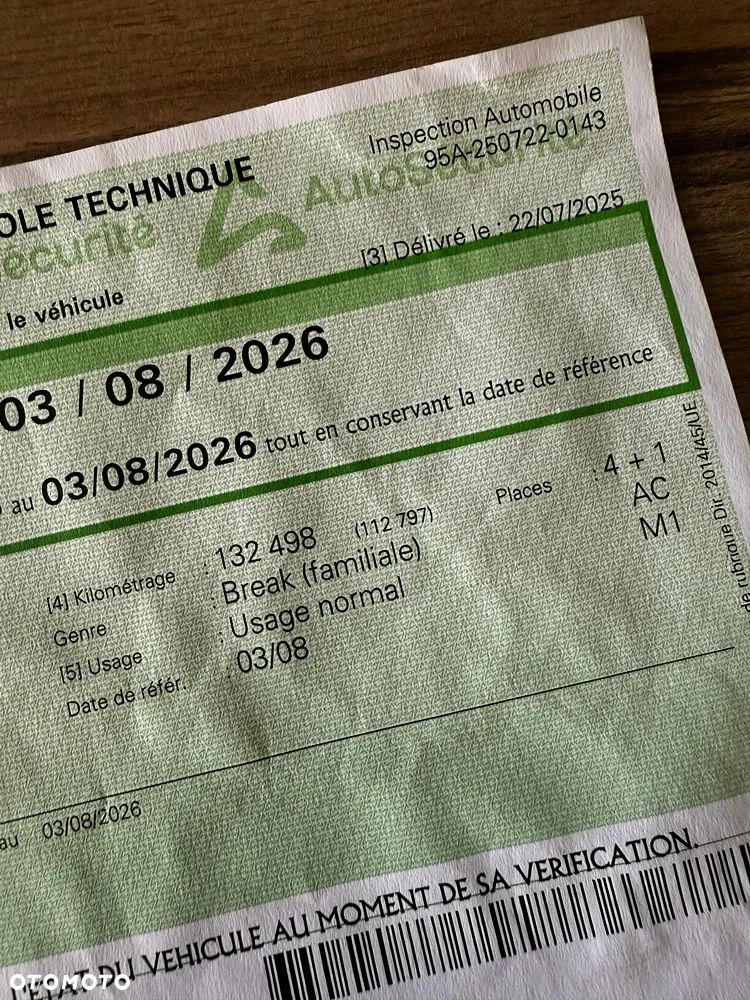 Inspection Automobile
95A-250722-0143
OLE TECHNIQUE
écurité AutoSécurité
[3] Délivré le : 22/07/2025
le véhicule
03 / 08 / 2026
au 03/08/2026 tout en conservant la date de référence
[4] Kilométrage : 132 498 (112 797) Places : 4 + 1
Genre : Break (familiale) AC
[5] Usage : Usage normal M1
Date de référ. : 03/08
de rubrique Dir. 2014/45/UE
au 03/08/2026
L'ÉTAT DU VEHICULE AU MOMENT DE SA VERIFICATION.
OTOMOTO